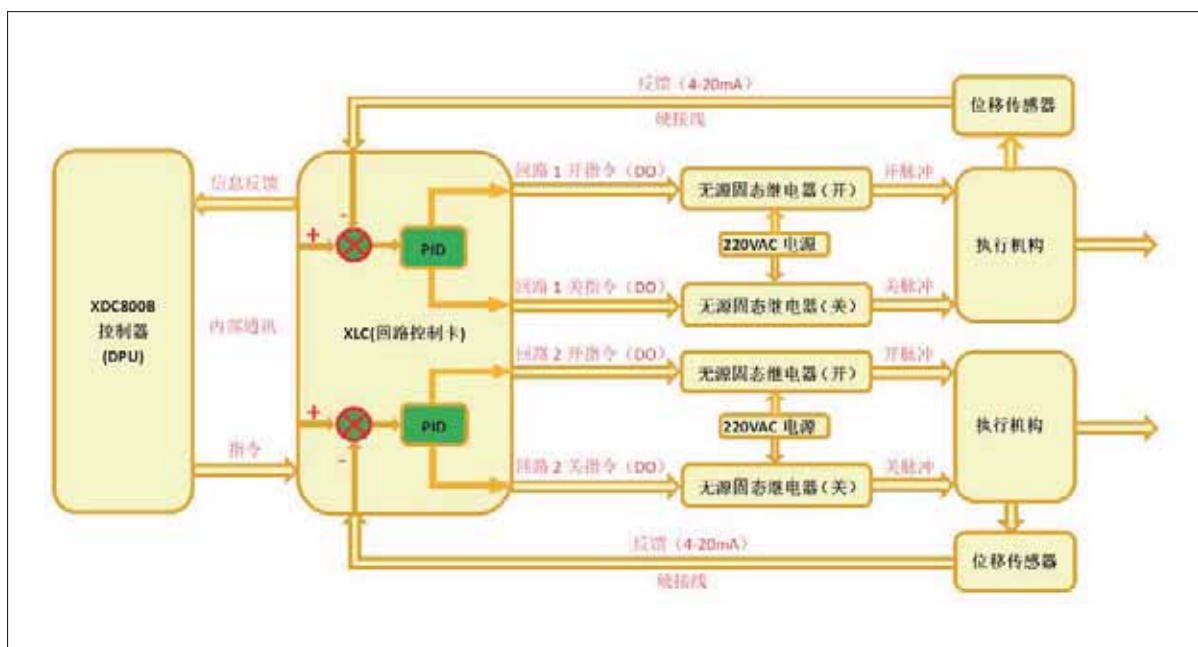 反馈（4-20mA）
硬接线
位移传感器
信息反馈
回路 1 开指令（DO）
无源固态继电器（开）
开脉冲
-
+
PID
220VAC 电源
执行机构
回路 1 关指令（DO）
无源固态继电器（关）
关脉冲
XDC800B
控制器
(DPU)
内部通讯
XLC(回路控制卡)
回路 2 开指令（DO）
无源固态继电器（开）
开脉冲
+
PID
220VAC 电源
执行机构
-
指令
回路 2 关指令（DO）
无源固态继电器（关）
关脉冲
反馈（4-20mA）
硬接线
位移传感器